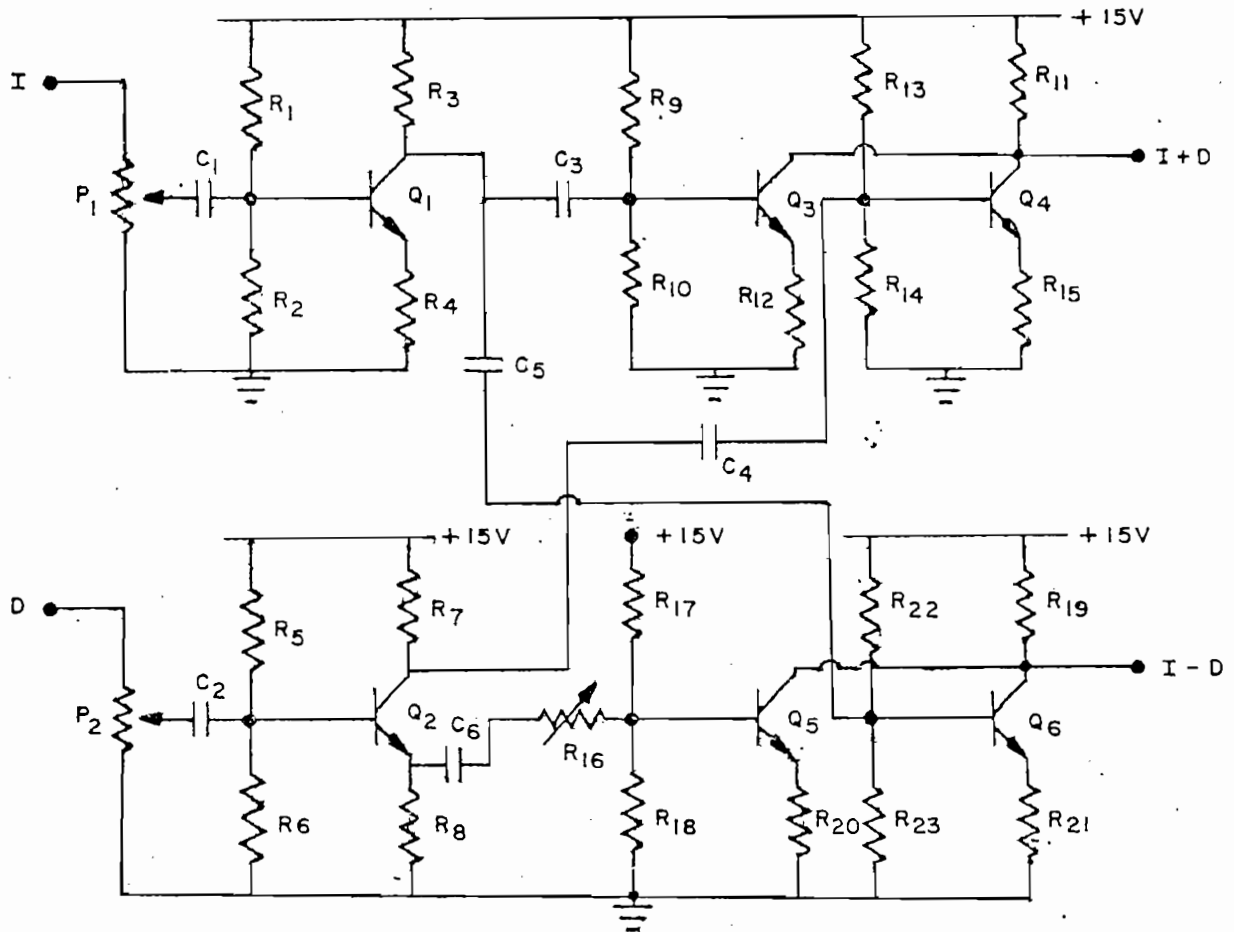 + 15V
I
R1
R3
R9
R13
R11
P1
C1
Q1
C3
Q3
Q4
I + D
R2
R4
R10
R12
R14
R15
C5
C4
+ 15V
+ 15V
+ 15V
D
R5
R7
R17
R22
R19
P2
C2
Q2
C6
R16
Q5
Q6
I - D
R6
R8
R18
R20
R23
R21